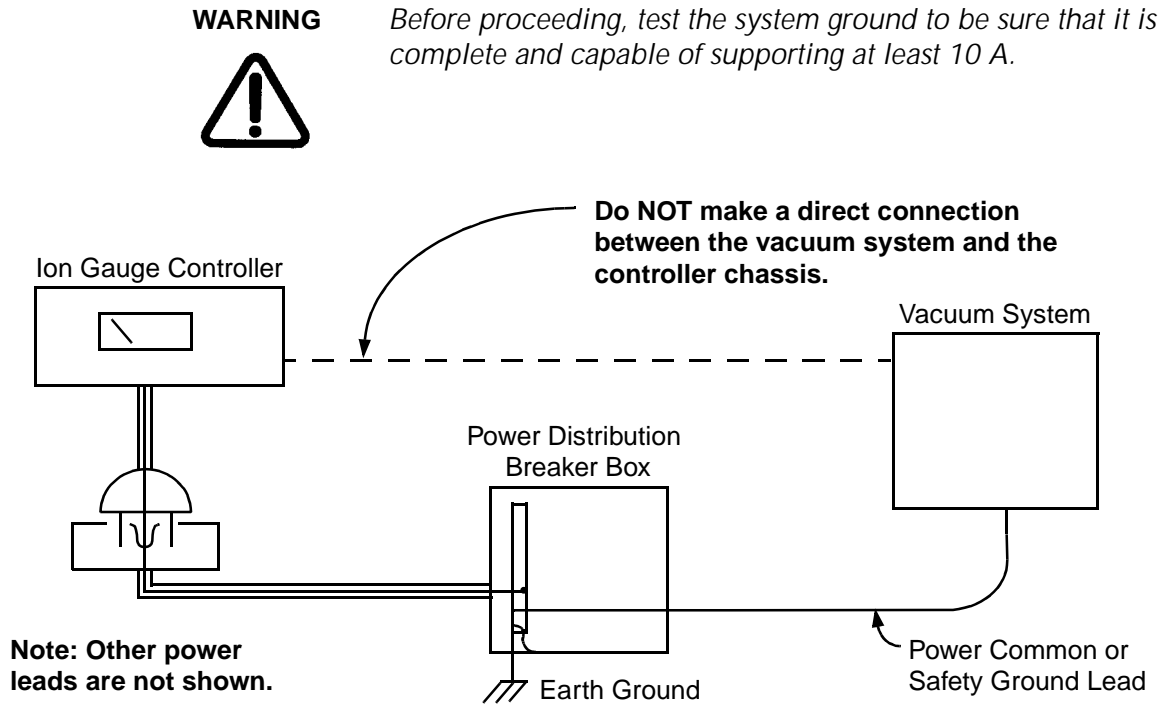 WARNING
Before proceeding, test the system ground to be sure that it is
complete and capable of supporting at least 10 A.
Do NOT make a direct connection
between the vacuum system and the
controller chassis.
Ion Gauge Controller
Vacuum System
Power Distribution
Breaker Box
Note: Other power
leads are not shown.
Earth Ground
Power Common or
Safety Ground Lead